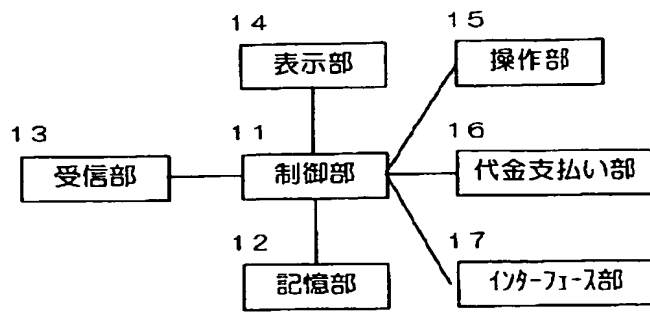 14
表示部
15
操作部
13
受信部
11
制御部
16
代金支払い部
12
記憶部
17
ｲﾝﾀｰﾌｪｰｽ部